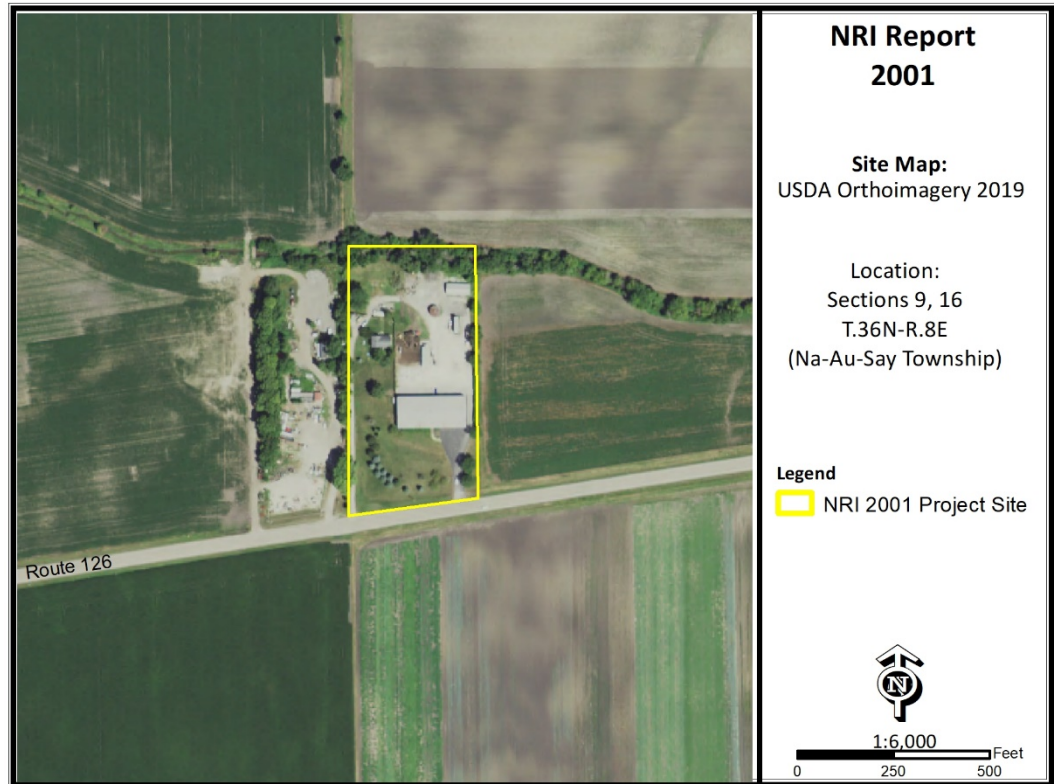 NRI Report
2001
Site Map:
USDA Orthoimagery 2019
Location:
Sections 9, 16
T.36N-R.8E
(Na-Au-Say Township)
Legend
NRI 2001 Project Site
Route 126
N
1:6,000
Feet
0 250 500